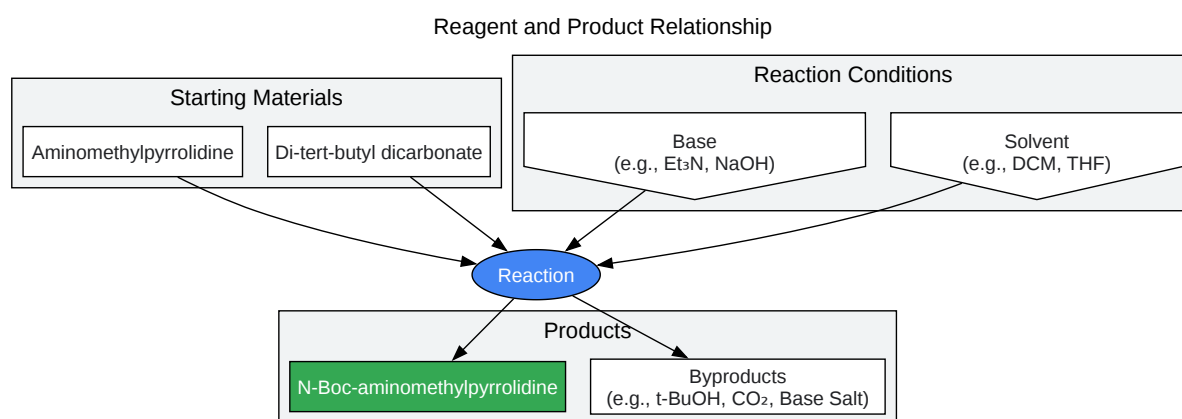 Reagent and Product Relationship
Starting Materials
Aminomethylpyrrolidine
Di-tert-butyl dicarbonate
Reaction Conditions
Base
(e.g., Et₃N, NaOH)
Solvent
(e.g., DCM, THF)
Reaction
Products
N-Boc-aminomethylpyrrolidine
Byproducts
(e.g., t-BuOH, CO₂, Base Salt)